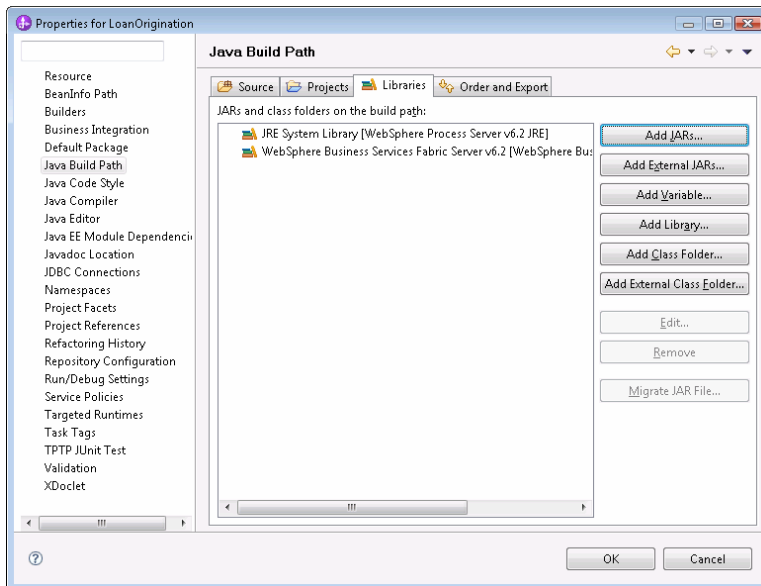 Properties for LoanOrigination
Java Build Path
Resource
BeanInfo Path
Builders
Business Integration
Default Package
Java Build Path
Java Code Style
Java Compiler
Java Editor
Java EE Module Dependenci
Javadoc Location
JDBC Connections
Namespaces
Project Facets
Project References
Refactoring History
Repository Configuration
Run/Debug Settings
Service Policies
Targeted Runtimes
Task Tags
TPTP JUnit Test
Validation
XDoclet
Source Projects Libraries Order and Export
JARs and class folders on the build path:
JRE System Library [WebSphere Process Server v6.2 JRE]
WebSphere Business Services Fabric Server v6.2 [WebSphere Bus
Add JARs...
Add External JARs...
Add Variable...
Add Library...
Add Class Folder...
Add External Class Folder...
Edit...
Remove
Migrate JAR File...
OK Cancel